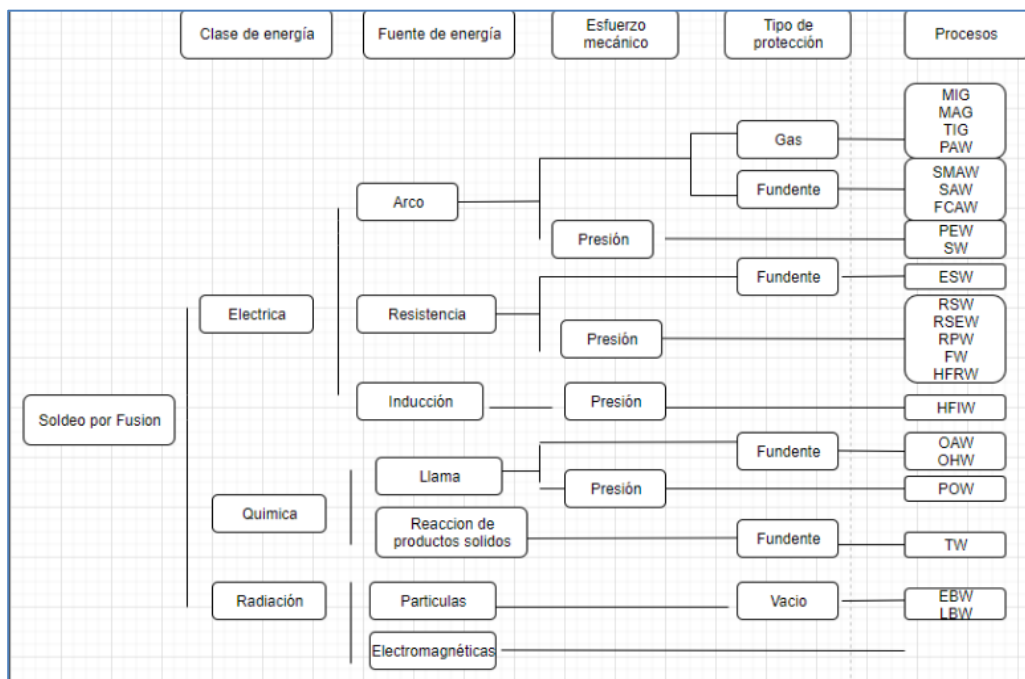 Clase de energía
Fuente de energía
Esfuerzo
mecánico
Tipo de
protección
Procesos
MIG
MAG
TIG
PAW
Gas
SMAW
SAW
FCAW
Fundente
Arco
PEW
SW
Presión
Fundente
ESW
Electrica
Resistencia
RSW
RSEW
RPW
FW
HFRW
Presión
Inducción
Presión
HFIW
Soldeo por Fusion
OAW
OHW
Fundente
Llama
Presión
POW
Quimica
Reaccion de
productos solidos
Fundente
TW
Radiación
Particulas
Vacio
EBW
LBW
Electromagnéticas